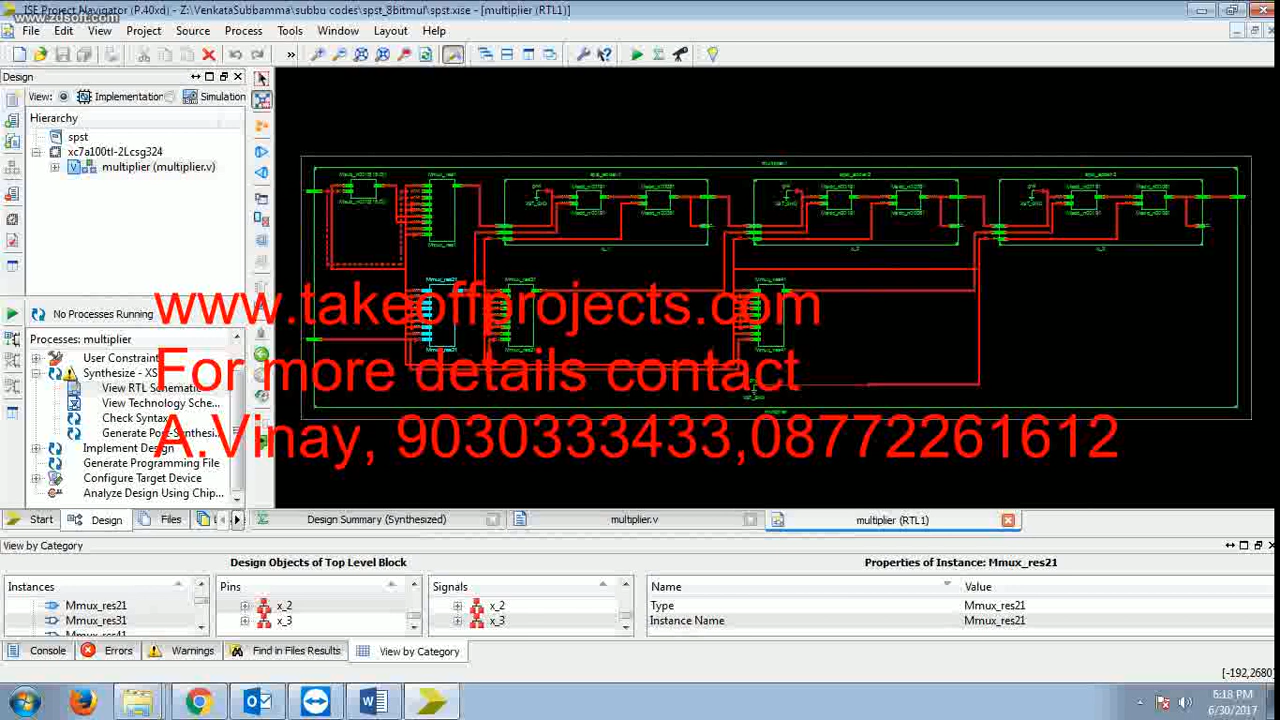 ISE Project Navigator (P.40xd) - Z:\VenkataSubbamma\subbu codes\spst_8bitmul\spst.xise - [multiplier (RTL1)]
www.zdsoft.com
File Edit View Project Source Process Tools Window Layout Help
Design
View: Implementation Simulation
Hierarchy
spst
xc7a100tl-2Lcsg324
multiplier (multiplier.v)
No Processes Running
Processes: multiplier
User Constraint
Synthesize - XS
View RTL Schematic
View Technology Sche...
Check Syntax
Generate Post-Synthesi...
Implement Design
Generate Programming File
Configure Target Device
Analyze Design Using Chip...
www.takeoffprojects.com
For more details contact
A.Vinay, 9030333433,08772261612
Start Design Files
Design Summary (Synthesized) multiplier.v multiplier (RTL1)
View by Category
Design Objects of Top Level Block Properties of Instance: Mmux_res21
Instances Pins Signals Name Value
Mmux_res21 x_2 x_2 Type Mmux_res21
Mmux_res31 x_3 x_3 Instance Name Mmux_res21
Mmux_res41
Console Errors Warnings Find in Files Results View by Category
[-192,2680]
6:18 PM
6/30/2017